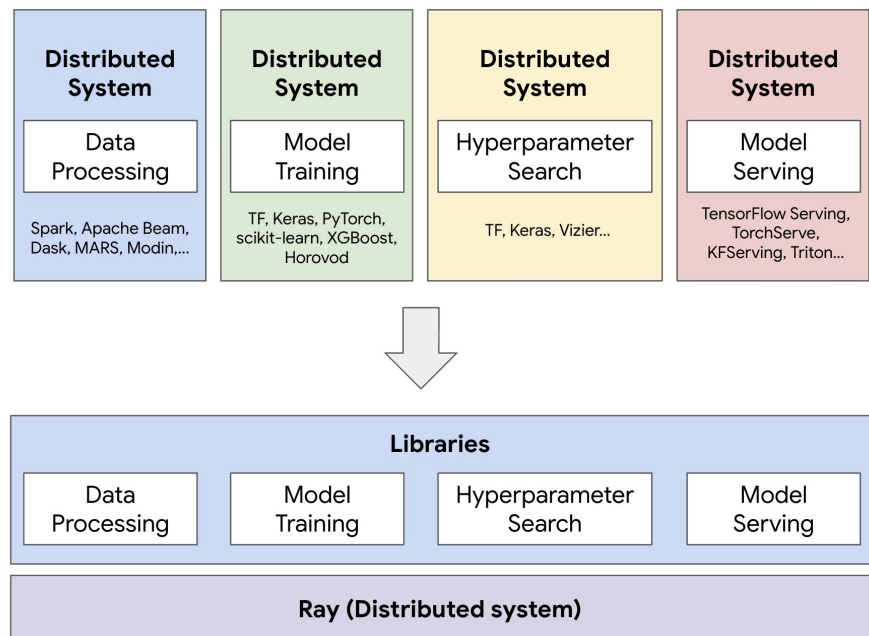 Distributed
System
Data
Processing
Spark, Apache Beam,
Dask, MARS, Modin,...
Distributed
System
Model
Training
TF, Keras, PyTorch,
scikit-learn, XGBoost,
Horovod
Distributed
System
Hyperparameter
Search
TF, Keras, Vizier...
Distributed
System
Model
Serving
TensorFlow Serving,
TorchServe,
KFServing, Triton...
Libraries
Data
Processing
Model
Training
Hyperparameter
Search
Model
Serving
Ray (Distributed system)